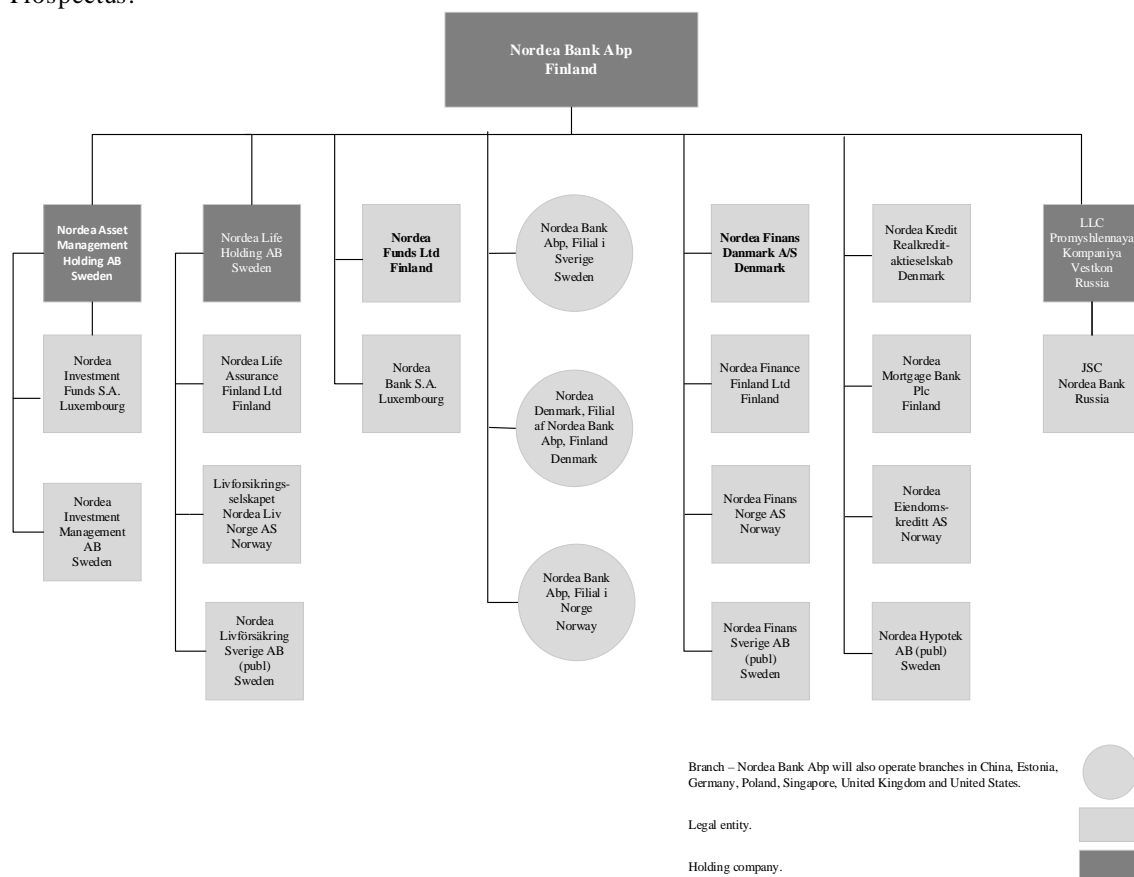 Prospectus:
Nordea Bank Abp
Finland
Nordea Asset
Management
Holding AB
Sweden
Nordea Life
Holding AB
Sweden
Nordea
Funds Ltd
Finland
Nordea Bank
Abp, Filial i
Sverige
Sweden
Nordea Finans
Danmark A/S
Denmark
Nordea Kredit
Realkredit-
aktieselskab
Denmark
LLC
Promyshlennaya
Kompaniya
Vestkon
Russia
Nordea
Investment
Funds S.A.
Luxembourg
Nordea Life
Assurance
Finland Ltd
Finland
Nordea
Bank S.A.
Luxembourg
Nordea
Denmark, Filial
af Nordea Bank
Abp, Finland
Denmark
Nordea Finance
Finland Ltd
Finland
Nordea
Mortgage Bank
Plc
Finland
JSC
Nordea Bank
Russia
Nordea
Investment
Management
AB
Sweden
Livforsikrings-
selskapet
Nordea Liv
Norge AS
Norway
Nordea Bank
Abp, Filial i
Norge
Norway
Nordea Finans
Norge AS
Norway
Nordea
Eiendoms-
kreditt AS
Norway
Nordea
Livförsäkring
Sverige AB
(publ)
Sweden
Nordea Finans
Sverige AB
(publ)
Sweden
Nordea Hypotek
AB (publ)
Sweden
Branch – Nordea Bank Abp will also operate branches in China, Estonia,
Germany, Poland, Singapore, United Kingdom and United States.
Legal entity.
Holding company.